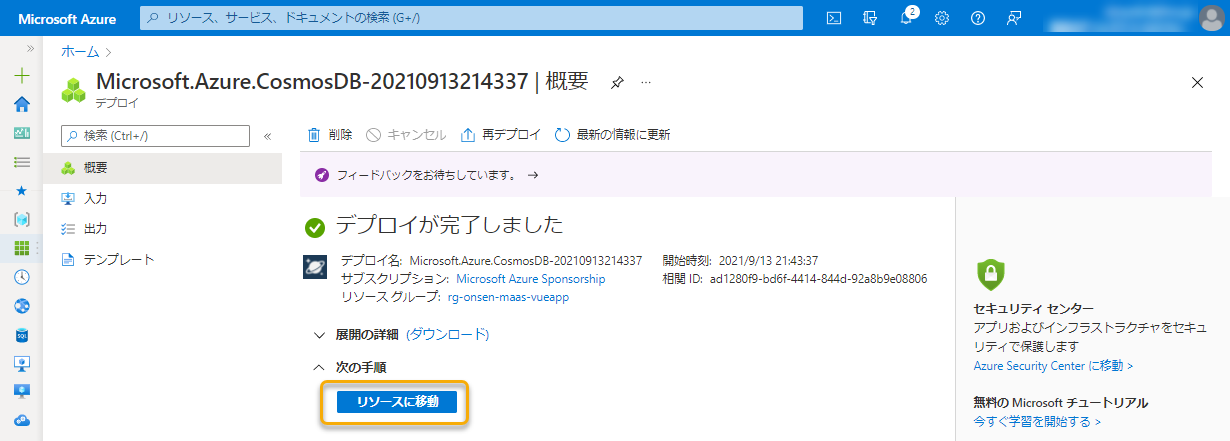 Microsoft Azure
リソース、サービス、ドキュメントの検索 (G+/)
2
ホーム >
Microsoft.Azure.CosmosDB-20210913214337 | 概要
デプロイ
検索 (Ctrl+/)
概要
入力
出力
テンプレート
削除 キャンセル 再デプロイ 最新の情報に更新
フィードバックをお待ちしています。 →
デプロイが完了しました
デプロイ名: Microsoft.Azure.CosmosDB-20210913214337
サブスクリプション: Microsoft Azure Sponsorship
リソース グループ: rg-onsen-maas-vueapp
開始時刻: 2021/9/13 21:43:37
相関 ID: ad1280f9-bd6f-4414-844d-92a8b9e08806
展開の詳細 (ダウンロード)
次の手順
リソースに移動
セキュリティ センター
アプリおよびインフラストラクチャをセキュ
リティで保護します
Azure Security Center に移動 >
無料の Microsoft チュートリアル
今すぐ学習を開始する >